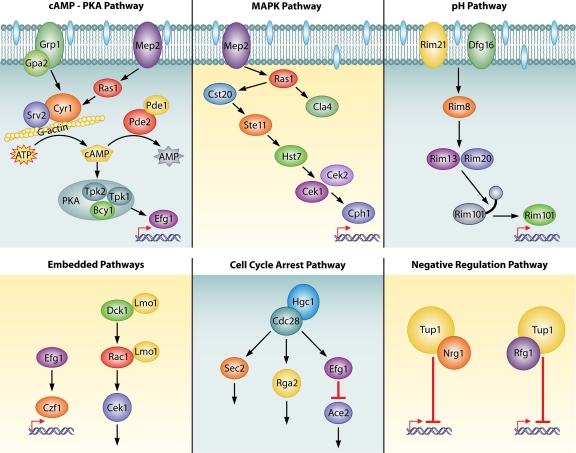 cAMP - PKA Pathway
Grp1
Gpa2
Mep2
Ras1
Cyr1
Srv2
Pde1
Pde2
G-actin
ATP
cAMP
AMP
PKA
Tpk2
Tpk1
Bcy1
Efg1
MAPK Pathway
Mep2
Ras1
Cst20
Cla4
Ste11
Hst7
Cek2
Cek1
Cph1
pH Pathway
Rim21
Dfg16
Rim8
Rim13
Rim20
Rim101
Rim101
Embedded Pathways
Dck1
Lmo1
Rac1
Lmo1
Efg1
Czf1
Cek1
Cell Cycle Arrest Pathway
Hgc1
Cdc28
Sec2
Rga2
Efg1
Ace2
Negative Regulation Pathway
Tup1
Nrg1
Tup1
Rfg1